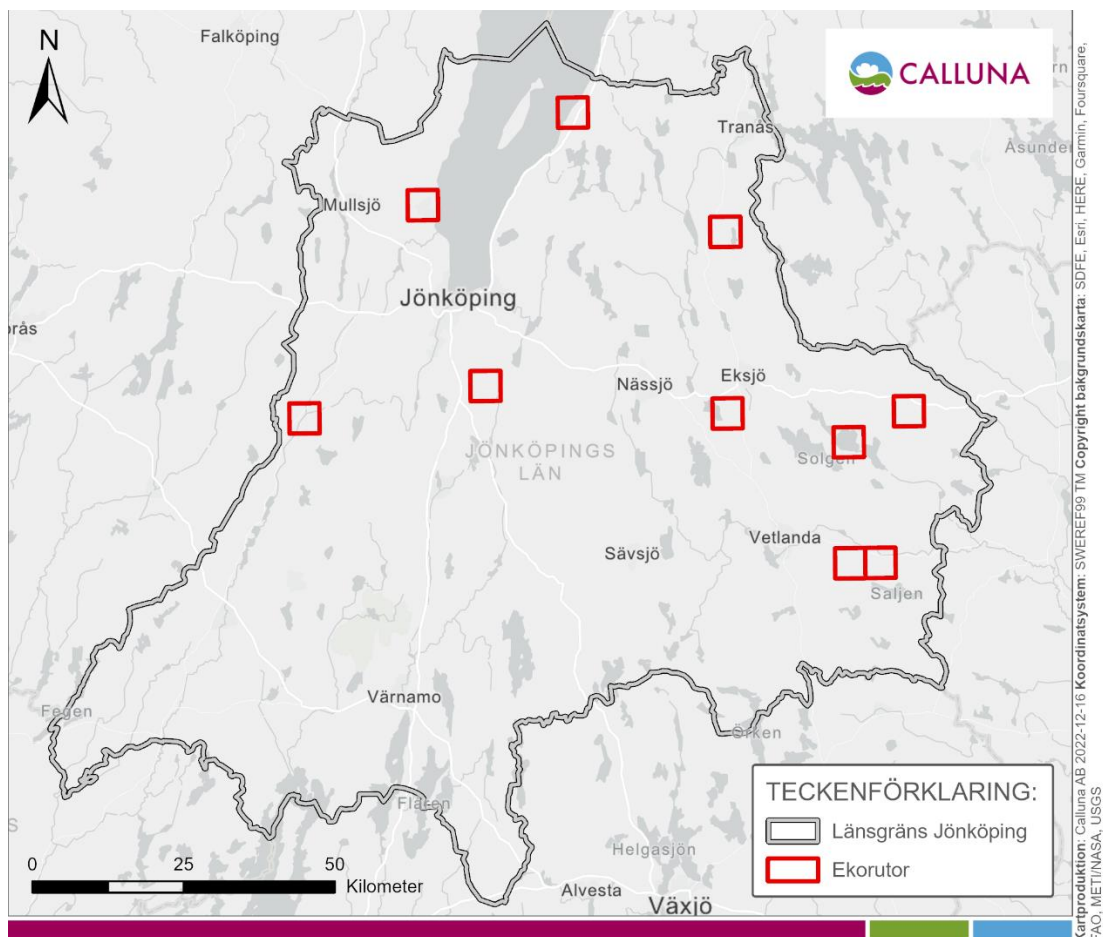 N
Falköping
CALLUNA
Tranås
Åsunden
Mullsjö
Jönköping
Nässjö
Eksjö
JÖNKÖPINGS
LÄN
Solgen
Sävsjö
Vetlanda
Saljen
Värnamo
Fegen
Örken
Flåren
Helgasjön
Alvesta
Växjö
TECKENFÖRKLARING:
Länsgräns Jönköping
Ekorutor
0 25 50
Kilometer
Kartproduktion: Calluna AB 2022-12-16 Koordinatsystem: SWEREF99 TM Copyright bakgrundskarta: SDFE, Esri, HERE, Garmin, Foursquare,
FAO, METI/NASA, USGS